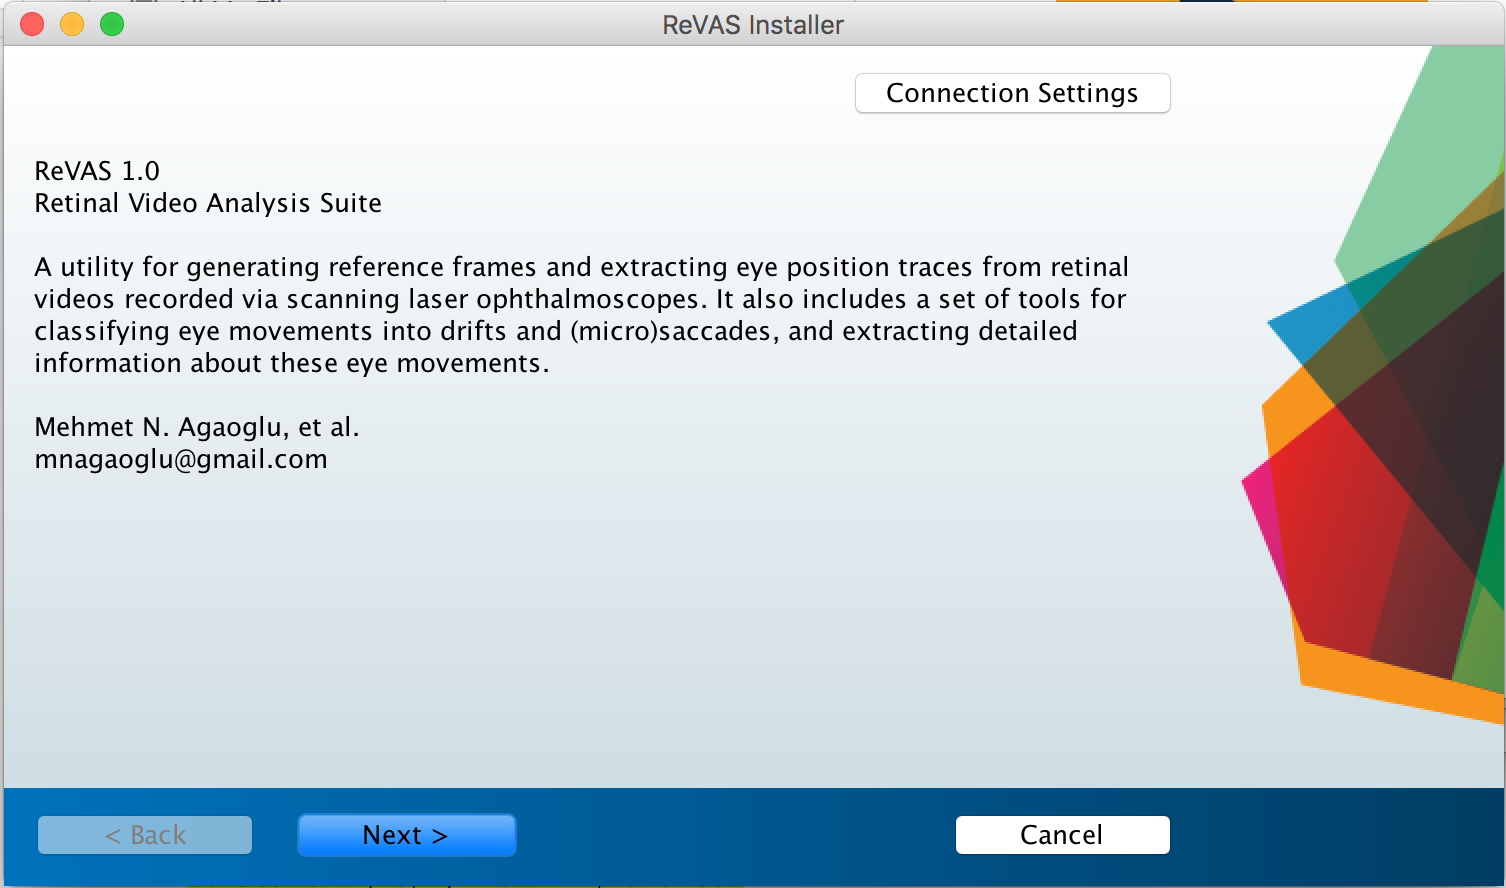 ReVAS Installer
Connection Settings
ReVAS 1.0
Retinal Video Analysis Suite
A utility for generating reference frames and extracting eye position traces from retinal
videos recorded via scanning laser ophthalmoscopes. It also includes a set of tools for
classifying eye movements into drifts and (micro)saccades, and extracting detailed
information about these eye movements.
Mehmet N. Agaoglu, et al.
mnagaoglu@gmail.com
< Back
Next >
Cancel